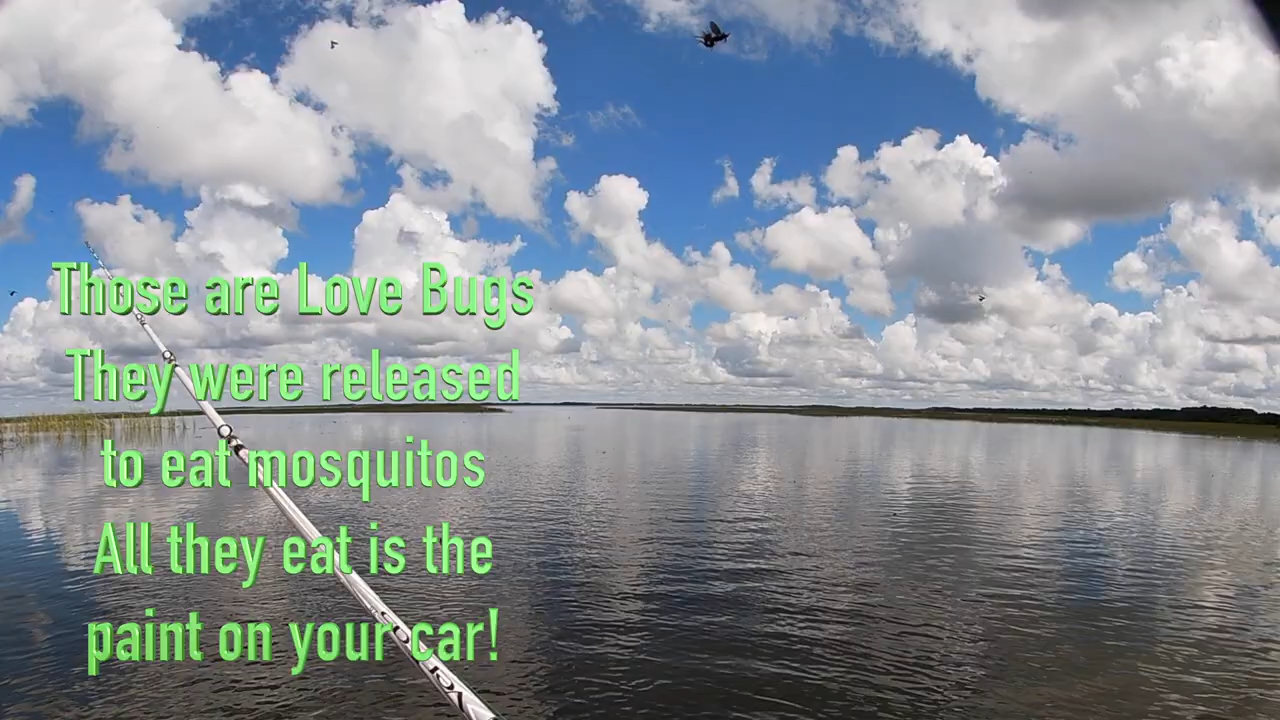 Those are Love Bugs
They were released
to eat mosquitos
All they eat is the
paint on your car!